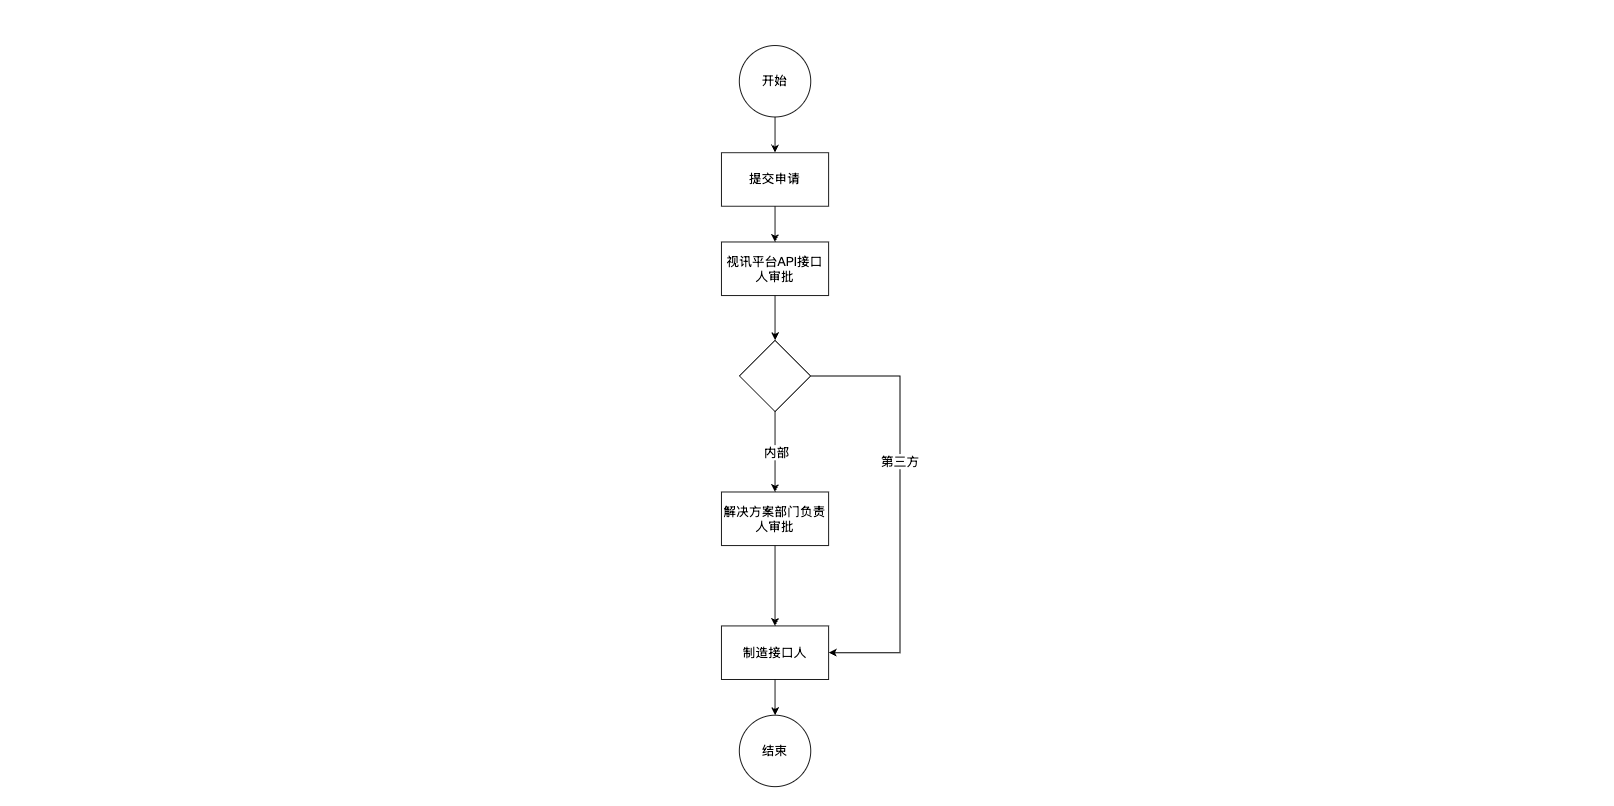 开始
提交申请
视讯平台API接口
人审批
内部
第三方
解决方案部门负责
人审批
制造接口人
结束